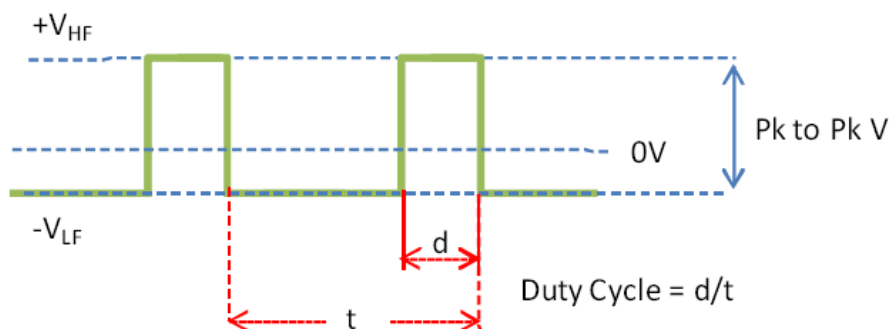 +VHF
Pk to Pk V
0V
-VLF
d
Duty Cycle = d/t
t